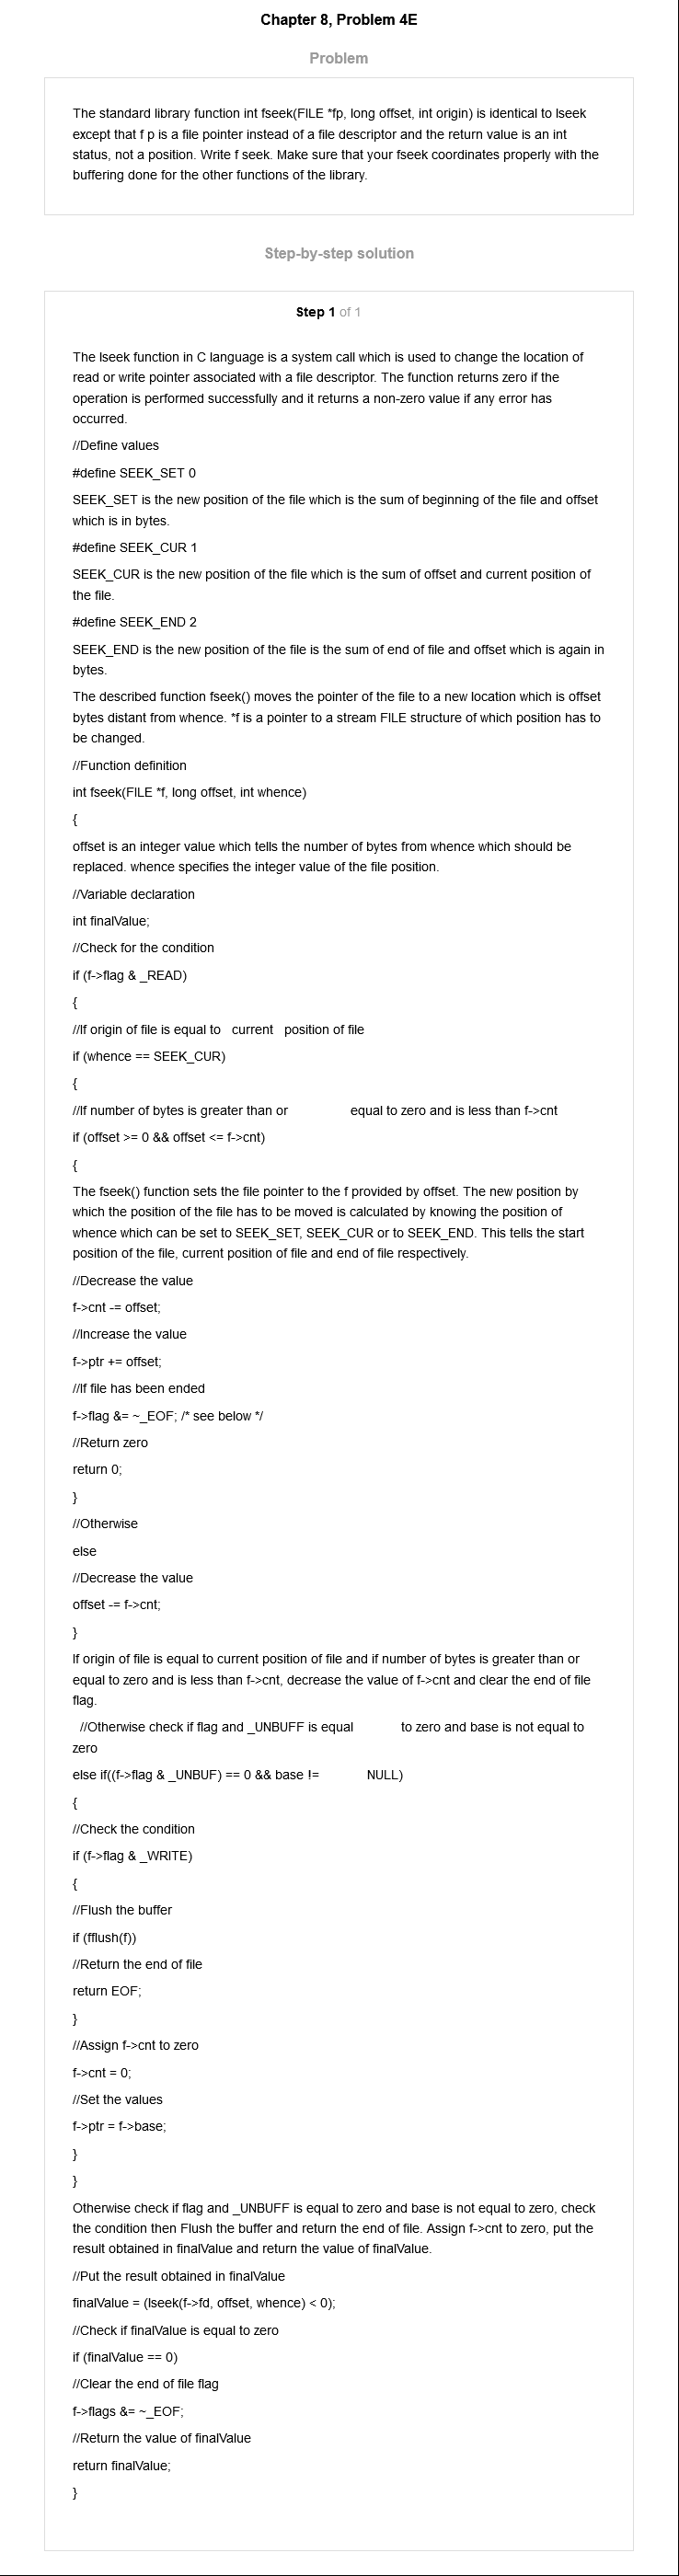 Chapter 8, Problem 4E
Problem
The standard library function int fseek(FILE *fp, long offset, int origin) is identical to lseek
except that f p is a file pointer instead of a file descriptor and the return value is an int
status, not a position. Write f seek. Make sure that your fseek coordinates properly with the
buffering done for the other functions of the library.
Step-by-step solution
Step 1 of 1
The lseek function in C language is a system call which is used to change the location of
read or write pointer associated with a file descriptor. The function returns zero if the
operation is performed successfully and it returns a non-zero value if any error has
occurred.
//Define values
#define SEEK_SET 0
SEEK_SET is the new position of the file which is the sum of beginning of the file and offset
which is in bytes.
#define SEEK_CUR 1
SEEK_CUR is the new position of the file which is the sum of offset and current position of
the file.
#define SEEK_END 2
SEEK_END is the new position of the file is the sum of end of file and offset which is again in
bytes.
The described function fseek() moves the pointer of the file to a new location which is offset
bytes distant from whence. *f is a pointer to a stream FILE structure of which position has to
be changed.
//Function definition
int fseek(FILE *f, long offset, int whence)
{
offset is an integer value which tells the number of bytes from whence which should be
replaced. whence specifies the integer value of the file position.
//Variable declaration
int finalValue;
//Check for the condition
if (f->flag & _READ)
{
//If origin of file is equal to current position of file
if (whence == SEEK_CUR)
{
//If number of bytes is greater than or equal to zero and is less than f->cnt
if (offset >= 0 && offset <= f->cnt)
{
The fseek() function sets the file pointer to the f provided by offset. The new position by
which the position of the file has to be moved is calculated by knowing the position of
whence which can be set to SEEK_SET, SEEK_CUR or to SEEK_END. This tells the start
position of the file, current position of file and end of file respectively.
//Decrease the value
f->cnt -= offset;
//Increase the value
f->ptr += offset;
//If file has been ended
f->flag &= ~_EOF; /* see below */
//Return zero
return 0;
}
//Otherwise
else
//Decrease the value
offset -= f->cnt;
}
If origin of file is equal to current position of file and if number of bytes is greater than or
equal to zero and is less than f->cnt, decrease the value of f->cnt and clear the end of file
flag.
//Otherwise check if flag and _UNBUFF is equal to zero and base is not equal to
zero
else if((f->flag & _UNBUF) == 0 && base != NULL)
{
//Check the condition
if (f->flag & _WRITE)
{
//Flush the buffer
if (fflush(f))
//Return the end of file
return EOF;
}
//Assign f->cnt to zero
f->cnt = 0;
//Set the values
f->ptr = f->base;
}
}
Otherwise check if flag and _UNBUFF is equal to zero and base is not equal to zero, check
the condition then Flush the buffer and return the end of file. Assign f->cnt to zero, put the
result obtained in finalValue and return the value of finalValue.
//Put the result obtained in finalValue
finalValue = (lseek(f->fd, offset, whence) < 0);
//Check if finalValue is equal to zero
if (finalValue == 0)
//Clear the end of file flag
f->flags &= ~_EOF;
//Return the value of finalValue
return finalValue;
}